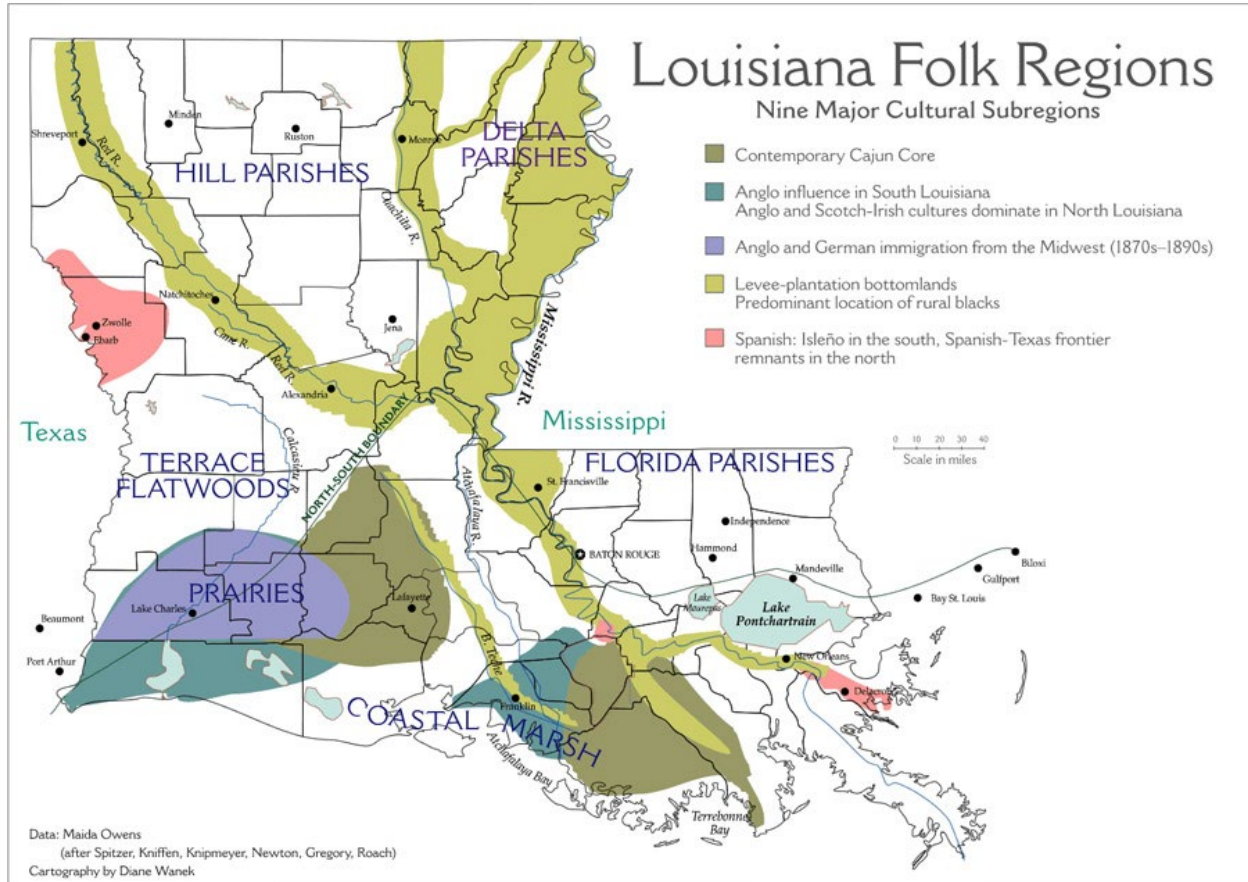 Louisiana Folk Regions
Nine Major Cultural Subregions
Contemporary Cajun Core
Anglo influence in South Louisiana
Anglo and Scotch-Irish cultures dominate in North Louisiana
Anglo and German immigration from the Midwest (1870s–1890s)
Levee-plantation bottomlands
Predominant location of rural blacks
Spanish: Isleño in the south, Spanish-Texas frontier
remnants in the north
Minden
Ruston
Shreveport
Monroe
Red R.
DELTA
PARISHES
HILL PARISHES
Ouachita R.
Natchitoches
Zwolle
Ebarb
Jena
Mississippi R.
Cane R.
Red R.
Alexandria
Texas
Mississippi
0 10 20 30 40
Scale in miles
NORTH-SOUTH BOUNDARY
Calcasieu R.
TERRACE
FLATWOODS
Atchafalaya R.
FLORIDA PARISHES
St. Francisville
Independence
BATON ROUGE
Hammond
Mandeville
Biloxi
Gulfport
Bay St. Louis
PRAIRIES
Lafayette
Lake Charles
Beaumont
Port Arthur
Lake
Maurepas
Lake
Pontchartrain
B. Teche
New Orleans
Delacroix
Franklin
COASTAL MARSH
Atchafalaya Bay
Terrebonne
Bay
Data: Maida Owens
(after Spitzer, Kniffen, Knipmeyer, Newton, Gregory, Roach)
Cartography by Diane Wanek